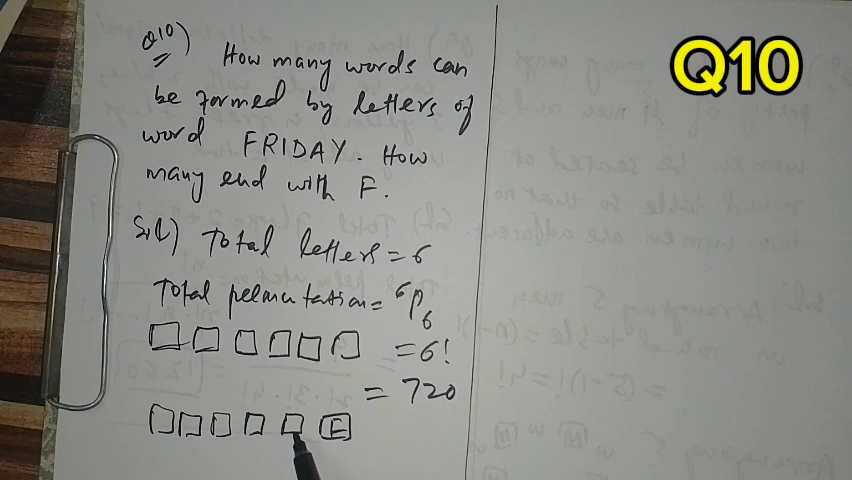 Q10
Q10) How many words can
be formed by letters of
word FRIDAY. How
many end with F.
Sol) Total letters = 6
Total permutation = ⁶P₆
= 6!
= 720
F